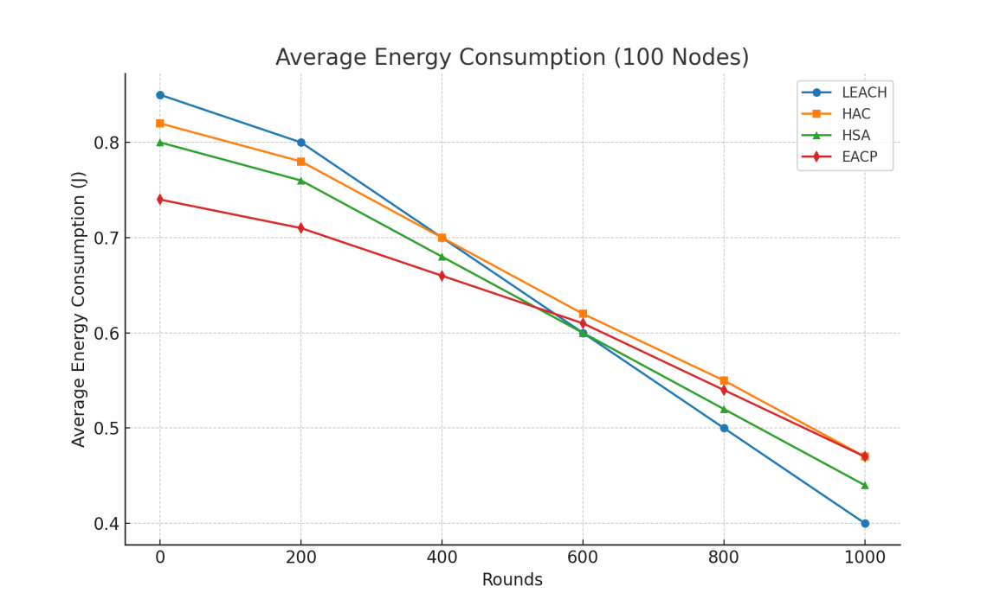 Average Energy Consumption (100 Nodes)
LEACH
HAC
HSA
EACP
Average Energy Consumption (J)
0.8
0.7
0.6
0.5
0.4
0 200 400 600 800 1000
Rounds